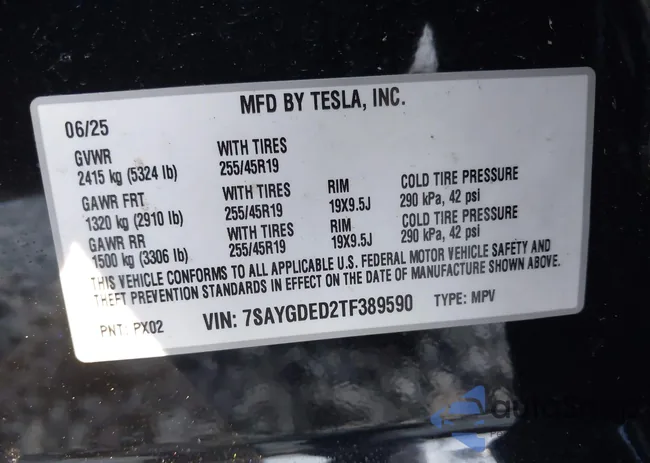 MFD BY TESLA, INC.
06/25
GVWR WITH TIRES
2415 kg (5324 lb) 255/45R19
GAWR FRT WITH TIRES RIM COLD TIRE PRESSURE
1320 kg (2910 lb) 255/45R19 19X9.5J 290 kPa, 42 psi
GAWR RR WITH TIRES RIM COLD TIRE PRESSURE
1500 kg (3306 lb) 255/45R19 19X9.5J 290 kPa, 42 psi
THIS VEHICLE CONFORMS TO ALL APPLICABLE U.S. FEDERAL MOTOR VEHICLE SAFETY AND
THEFT PREVENTION STANDARDS IN EFFECT ON THE DATE OF MANUFACTURE SHOWN ABOVE.
PNT: PX02 VIN: 7SAYGDED2TF389590 TYPE: MPV